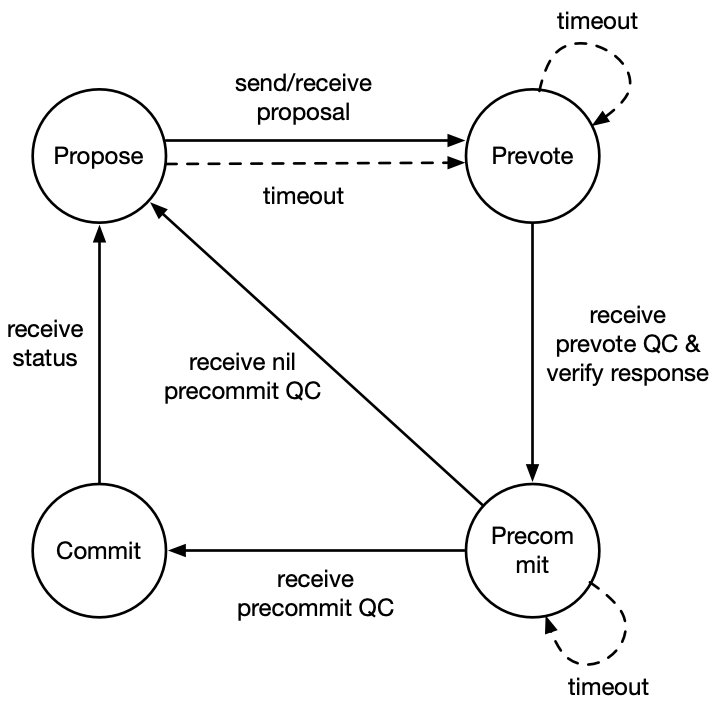 timeout
send/receive
proposal
Propose
Prevote
timeout
receive
status
receive
prevote QC &
verify response
receive nil
precommit QC
Commit
Precom
mit
receive
precommit QC
timeout